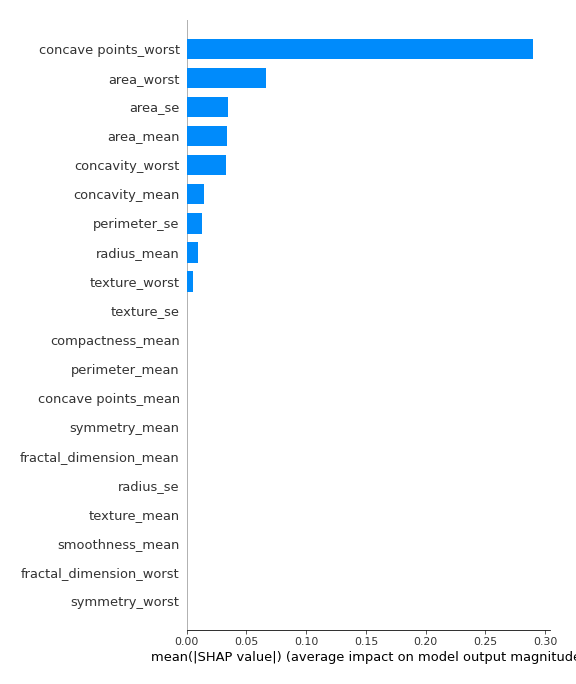 concave points_worst
area_worst
area_se
area_mean
concavity_worst
concavity_mean
perimeter_se
radius_mean
texture_worst
texture_se
compactness_mean
perimeter_mean
concave points_mean
symmetry_mean
fractal_dimension_mean
radius_se
texture_mean
smoothness_mean
fractal_dimension_worst
symmetry_worst
0.00 0.05 0.10 0.15 0.20 0.25 0.30
mean(|SHAP value|) (average impact on model output magnitude